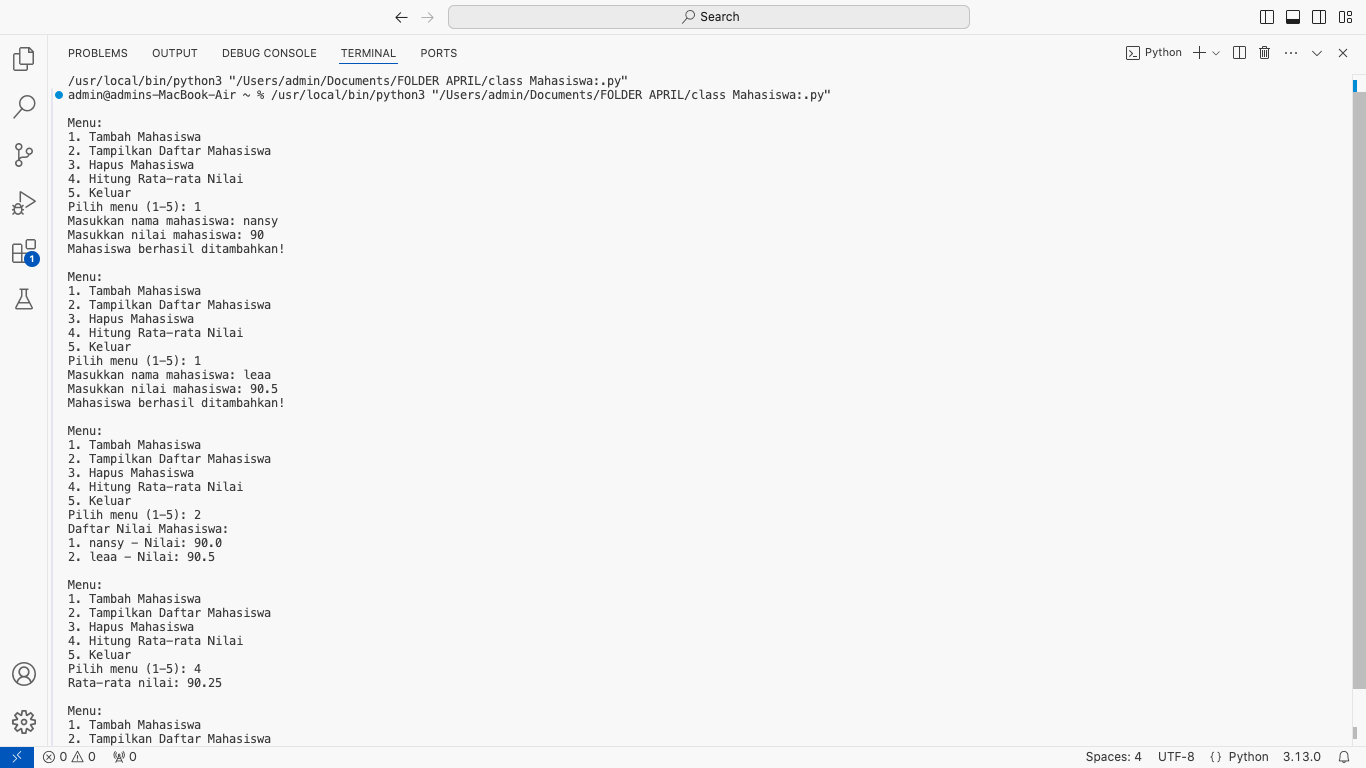 Search
PROBLEMS OUTPUT DEBUG CONSOLE TERMINAL PORTS Python
/usr/local/bin/python3 "/Users/admin/Documents/FOLDER APRIL/class Mahasiswa:.py"
admin@admins-MacBook-Air ~ % /usr/local/bin/python3 "/Users/admin/Documents/FOLDER APRIL/class Mahasiswa:.py"
Menu:
1. Tambah Mahasiswa
2. Tampilkan Daftar Mahasiswa
3. Hapus Mahasiswa
4. Hitung Rata-rata Nilai
5. Keluar
Pilih menu (1-5): 1
Masukkan nama mahasiswa: nansy
Masukkan nilai mahasiswa: 90
Mahasiswa berhasil ditambahkan!
Menu:
1. Tambah Mahasiswa
2. Tampilkan Daftar Mahasiswa
3. Hapus Mahasiswa
4. Hitung Rata-rata Nilai
5. Keluar
Pilih menu (1-5): 1
Masukkan nama mahasiswa: leaa
Masukkan nilai mahasiswa: 90.5
Mahasiswa berhasil ditambahkan!
Menu:
1. Tambah Mahasiswa
2. Tampilkan Daftar Mahasiswa
3. Hapus Mahasiswa
4. Hitung Rata-rata Nilai
5. Keluar
Pilih menu (1-5): 2
Daftar Nilai Mahasiswa:
1. nansy - Nilai: 90.0
2. leaa - Nilai: 90.5
Menu:
1. Tambah Mahasiswa
2. Tampilkan Daftar Mahasiswa
3. Hapus Mahasiswa
4. Hitung Rata-rata Nilai
5. Keluar
Pilih menu (1-5): 4
Rata-rata nilai: 90.25
Menu:
1. Tambah Mahasiswa
2. Tampilkan Daftar Mahasiswa
1
0 0 0 Spaces: 4 UTF-8 {} Python 3.13.0